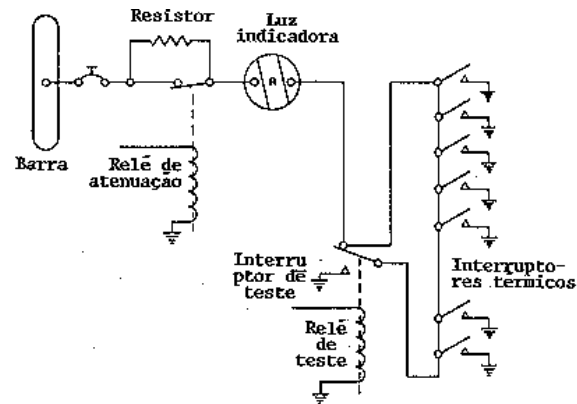 Resistor
Luz
indicadora
A
Barra
Relé de
atenuação
Interru
ptor de
teste
Interrupto-
res térmicos
Relé
de
teste